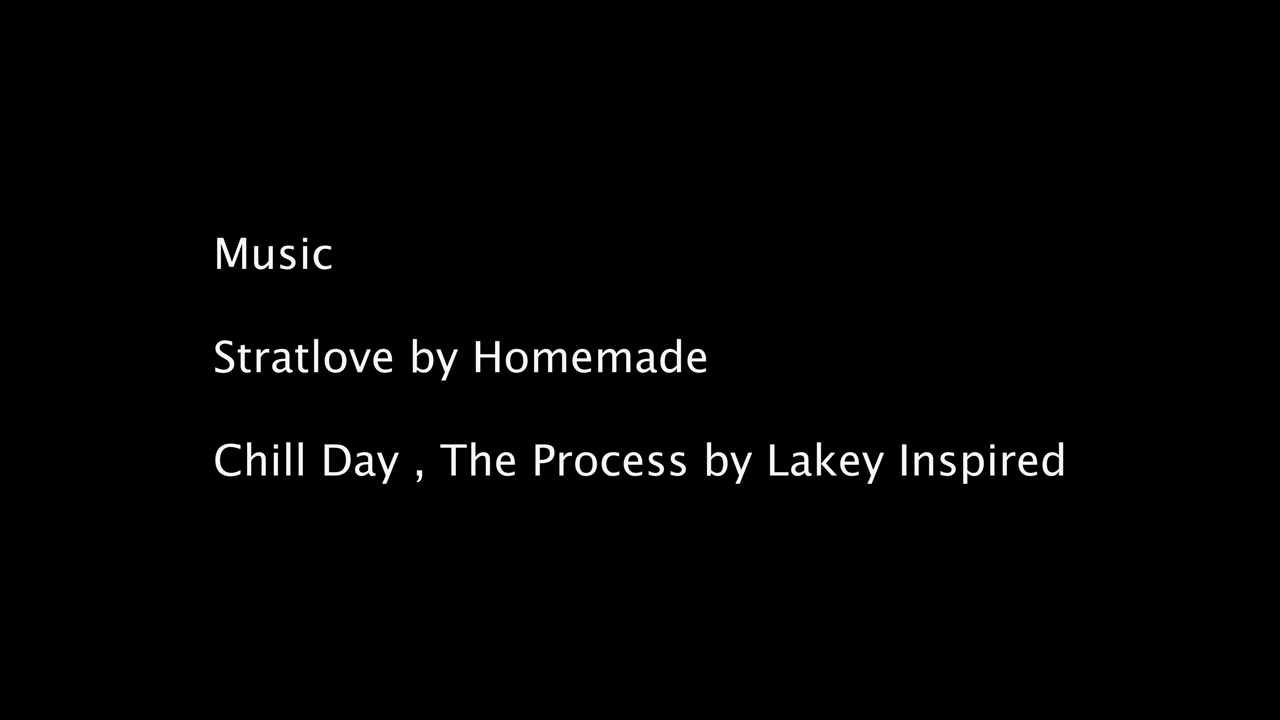 Music
Stratlove by Homemade
Chill Day , The Process by Lakey Inspired